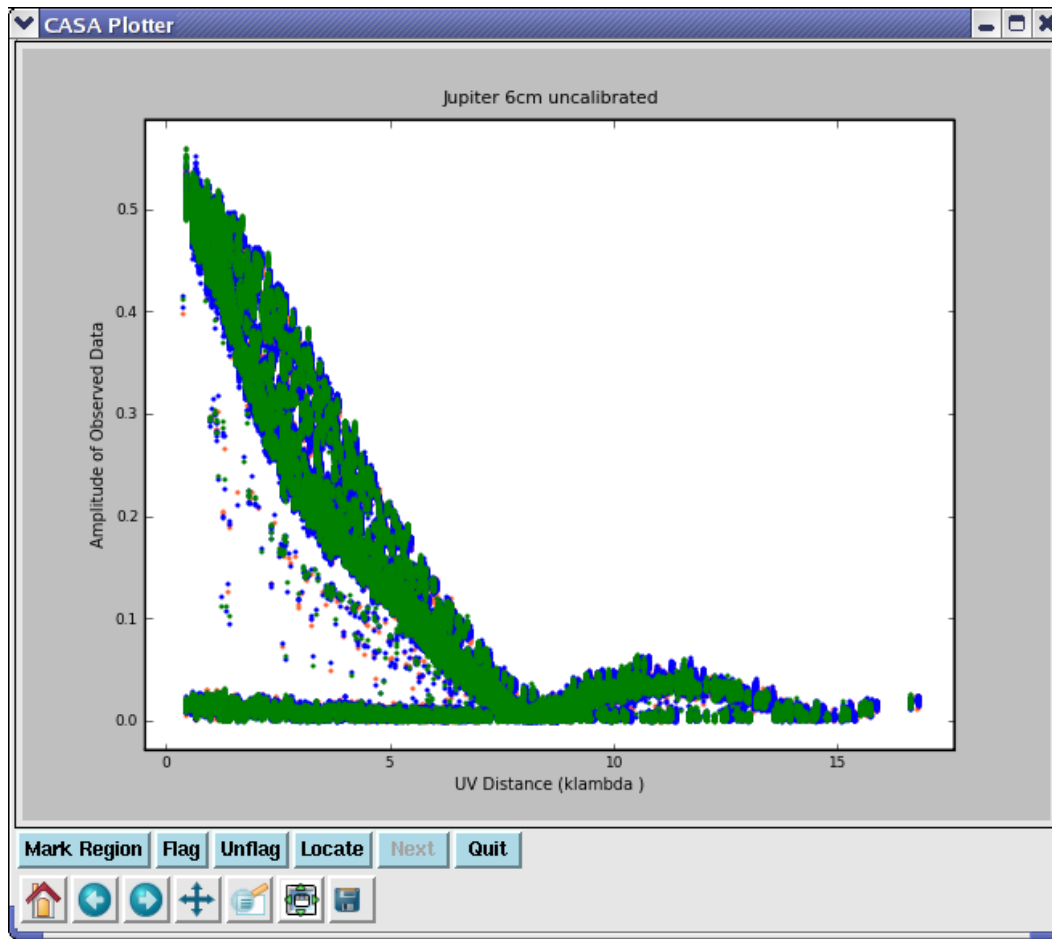 CASA Plotter
Jupiter 6cm uncalibrated
Amplitude of Observed Data
0.5
0.4
0.3
0.2
0.1
0.0
0 5 10 15
UV Distance (klambda )
Mark Region Flag Unflag Locate Next Quit